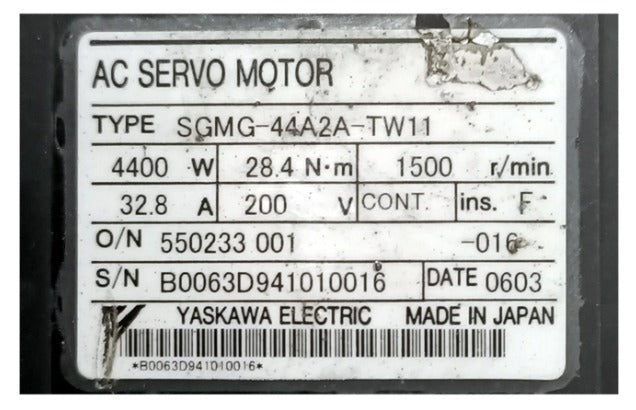 AC SERVO MOTOR
TYPE SGMG-44A2A-TW11
4400 W 28.4 N·m 1500 r/min
32.8 A 200 V CONT. ins. F
O/N 550233 001 -016
S/N B0063D941010016 DATE 0603
YASKAWA ELECTRIC MADE IN JAPAN
*B0063D941010016*